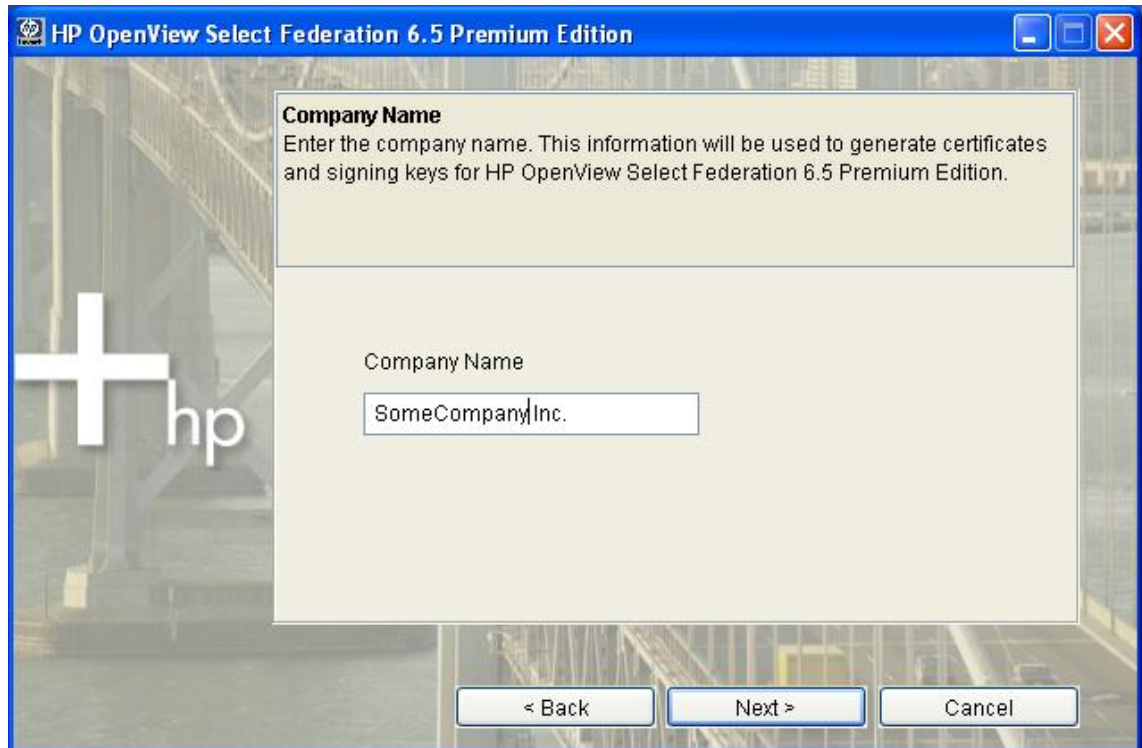 HP OpenView Select Federation 6.5 Premium Edition
Company Name
Enter the company name. This information will be used to generate certificates
and signing keys for HP OpenView Select Federation 6.5 Premium Edition.
Company Name
SomeCompany Inc.
hp
< Back
Next >
Cancel